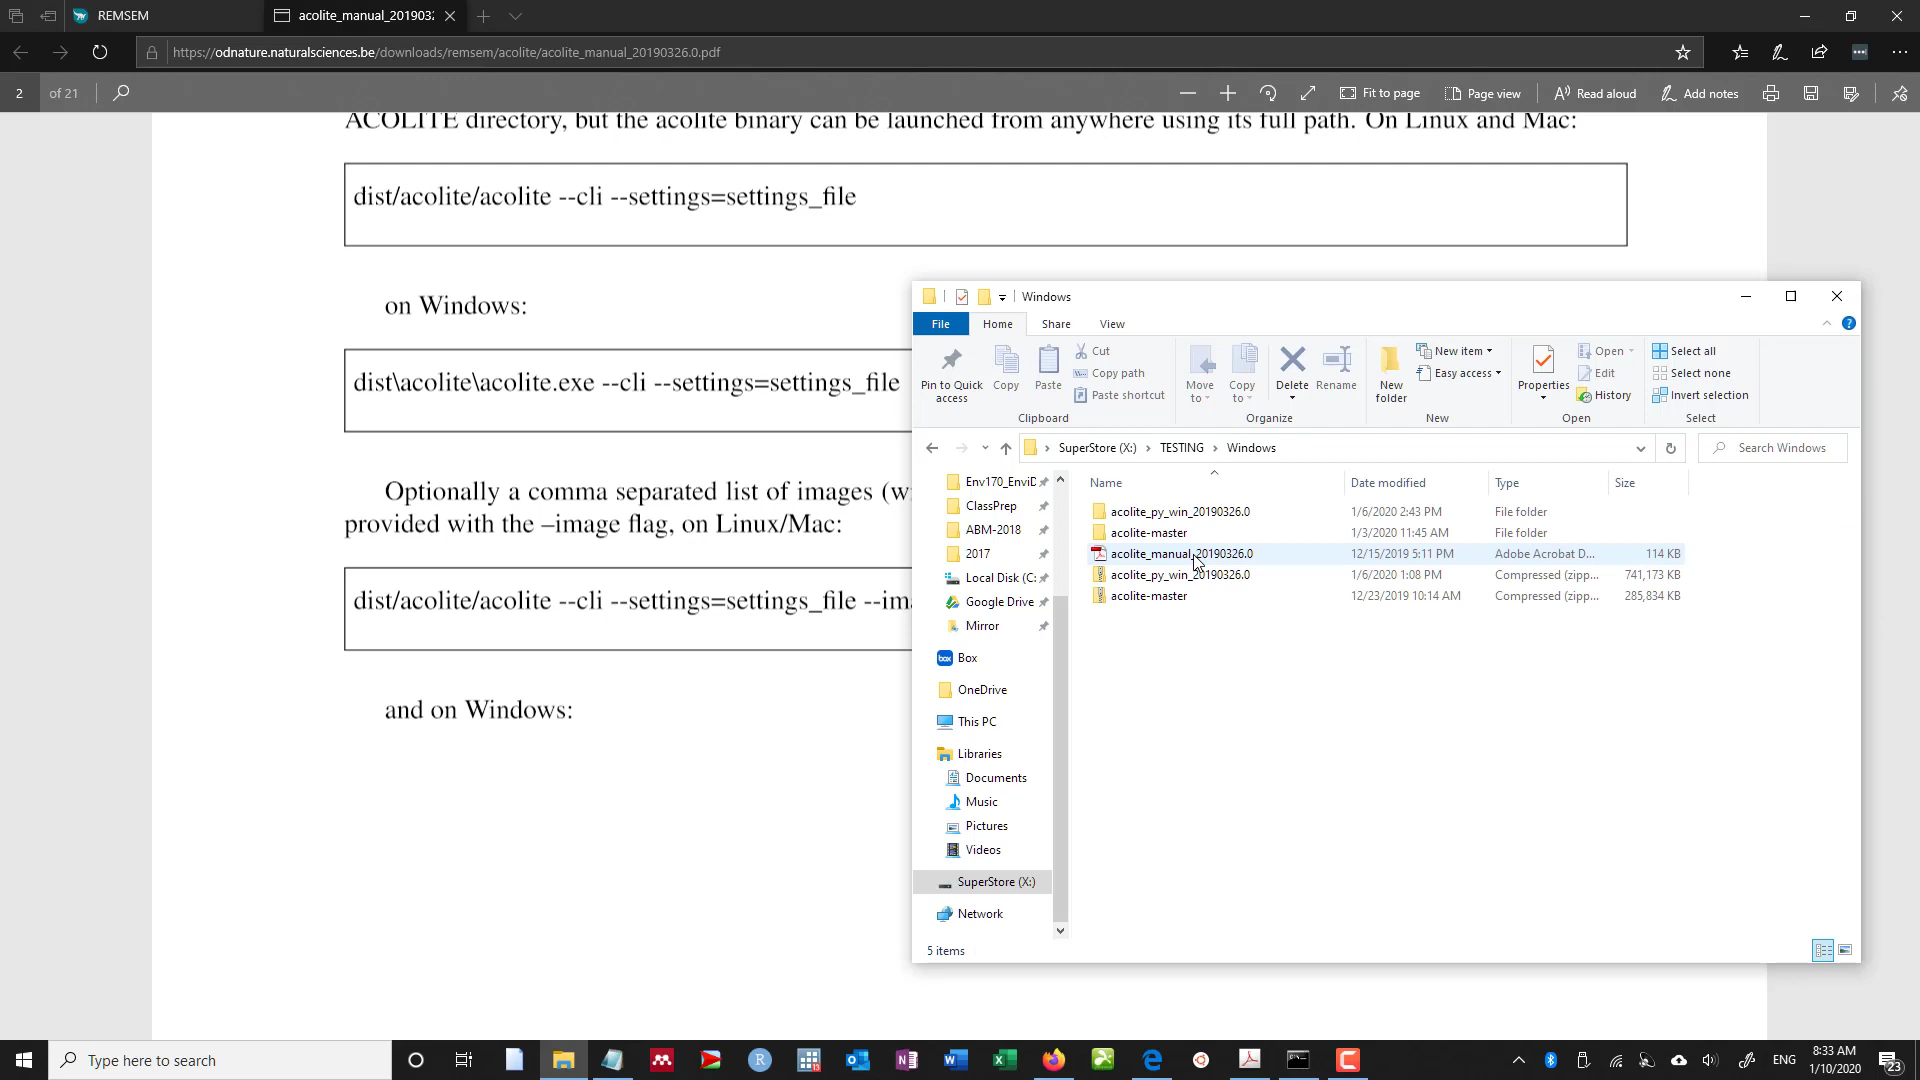 REMSEM
acolite_manual_201903
https://odnature.naturalsciences.be/downloads/remsem/acolite/acolite_manual_20190326.0.pdf
2 of 21
Fit to page
Page view
Read aloud
Add notes
ACOLITE directory, but the acolite binary can be launched from anywhere using its full path. On Linux and Mac:
dist/acolite/acolite --cli --settings=settings_file
on Windows:
dist\acolite\acolite.exe --cli --settings=settings_file
Optionally a comma separated list of images (w
provided with the –image flag, on Linux/Mac:
dist/acolite/acolite --cli --settings=settings_file --ima
and on Windows:
Windows
File Home Share View
Pin to Quick access
Copy
Paste
Cut
Copy path
Paste shortcut
Clipboard
Move to
Copy to
Delete
Rename
Organize
New folder
New item
Easy access
New
Properties
Open
Edit
History
Open
Select all
Select none
Invert selection
Select
SuperStore (X:) > TESTING > Windows
Search Windows
Env170_EnviD
ClassPrep
ABM-2018
2017
Local Disk (C:
Google Drive
Mirror
Box
OneDrive
This PC
Libraries
Documents
Music
Pictures
Videos
SuperStore (X:)
Network
Name Date modified Type Size
acolite_py_win_20190326.0 1/6/2020 2:43 PM File folder
acolite-master 1/3/2020 11:45 AM File folder
acolite_manual_20190326.0 12/15/2019 5:11 PM Adobe Acrobat D... 114 KB
acolite_py_win_20190326.0 1/6/2020 1:08 PM Compressed (zipp... 741,173 KB
acolite-master 12/23/2019 10:14 AM Compressed (zipp... 285,834 KB
5 items
Type here to search
ENG
8:33 AM
1/10/2020
23